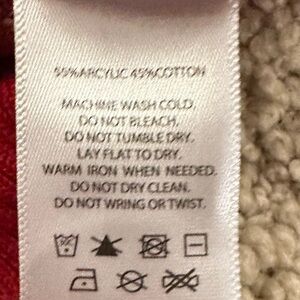 55%ARCYLIC 45%COTTON
MACHINE WASH COLD.
DO NOT BLEACH.
DO NOT TUMBLE DRY.
LAY FLAT TO DRY.
WARM IRON WHEN NEEDED.
DO NOT DRY CLEAN.
DO NOT WRING OR TWIST.